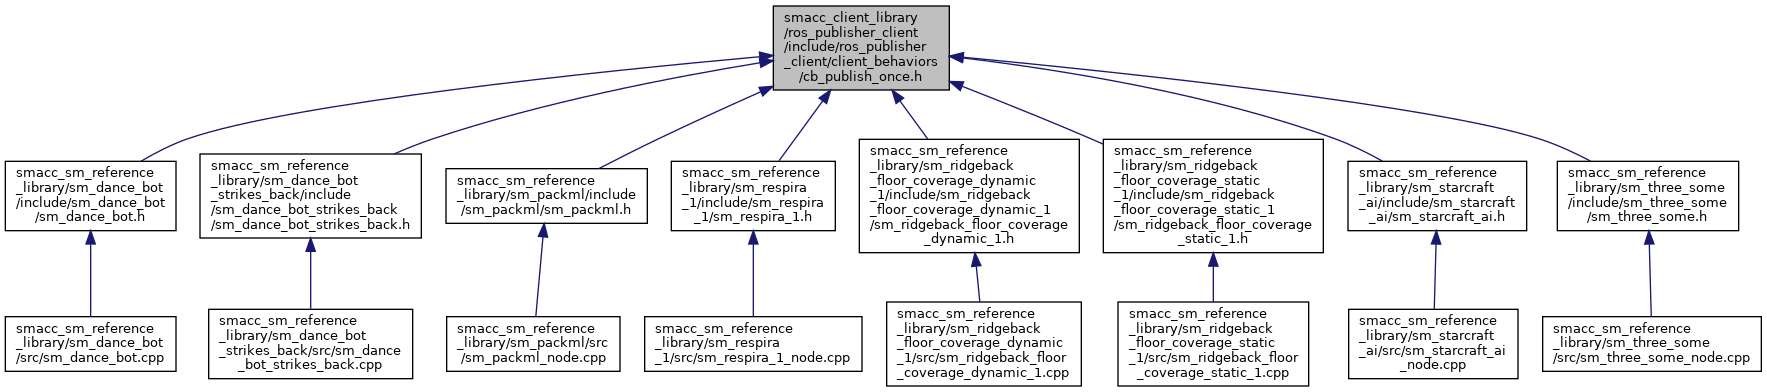 smacc_client_library
/ros_publisher_client
/include/ros_publisher
_client/client_behaviors
/cb_publish_once.h
smacc_sm_reference
_library/sm_dance_bot
/include/sm_dance_bot
/sm_dance_bot.h
smacc_sm_reference
_library/sm_dance_bot
_strikes_back/include
/sm_dance_bot_strikes_back
/sm_dance_bot_strikes_back.h
smacc_sm_reference
_library/sm_packml/include
/sm_packml/sm_packml.h
smacc_sm_reference
_library/sm_respira
_1/include/sm_respira
_1/sm_respira_1.h
smacc_sm_reference
_library/sm_ridgeback
_floor_coverage_dynamic
_1/include/sm_ridgeback
_floor_coverage_dynamic_1
/sm_ridgeback_floor_coverage
_dynamic_1.h
smacc_sm_reference
_library/sm_ridgeback
_floor_coverage_static
_1/include/sm_ridgeback
_floor_coverage_static_1
/sm_ridgeback_floor_coverage
_static_1.h
smacc_sm_reference
_library/sm_starcraft
_ai/include/sm_starcraft
_ai/sm_starcraft_ai.h
smacc_sm_reference
_library/sm_three_some
/include/sm_three_some
/sm_three_some.h
smacc_sm_reference
_library/sm_dance_bot
/src/sm_dance_bot.cpp
smacc_sm_reference
_library/sm_dance_bot
_strikes_back/src/sm_dance
_bot_strikes_back.cpp
smacc_sm_reference
_library/sm_packml/src
/sm_packml_node.cpp
smacc_sm_reference
_library/sm_respira
_1/src/sm_respira_1_node.cpp
smacc_sm_reference
_library/sm_ridgeback
_floor_coverage_dynamic
_1/src/sm_ridgeback_floor
_coverage_dynamic_1.cpp
smacc_sm_reference
_library/sm_ridgeback
_floor_coverage_static
_1/src/sm_ridgeback_floor
_coverage_static_1.cpp
smacc_sm_reference
_library/sm_starcraft
_ai/src/sm_starcraft_ai
_node.cpp
smacc_sm_reference
_library/sm_three_some
/src/sm_three_some_node.cpp